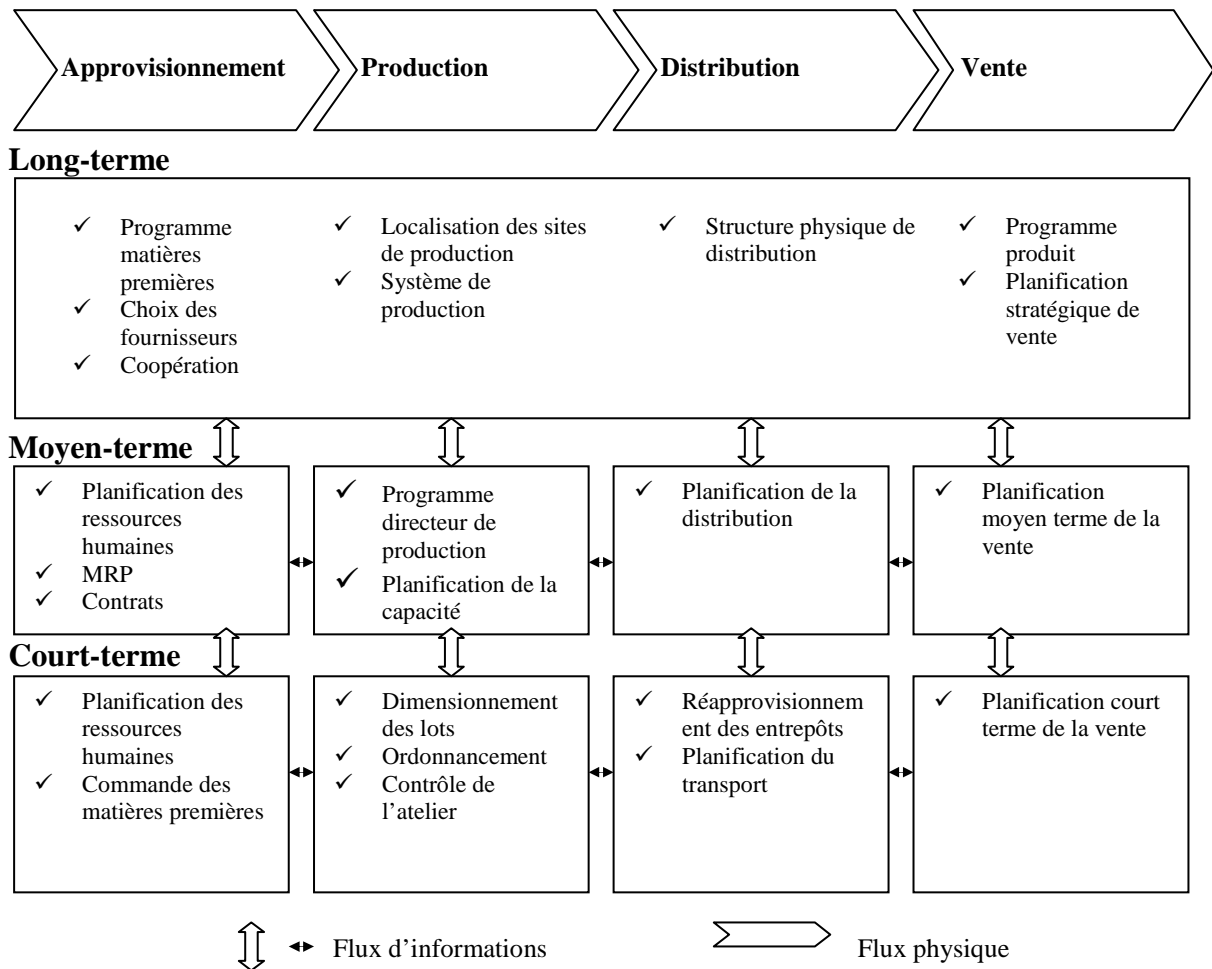 Approvisionnement
Production
Distribution
Vente
Long-terme
✓ Programme
matières
premières
✓ Choix des
fournisseurs
✓ Coopération
✓ Localisation des sites
de production
✓ Système de
production
✓ Structure physique de
distribution
✓ Programme
produit
✓ Planification
stratégique de
vente
Moyen-terme
✓ Planification des
ressources
humaines
✓ MRP
✓ Contrats
✓ Programme
directeur de
production
✓ Planification de la
capacité
✓ Planification de la
distribution
✓ Planification
moyen terme de la
vente
Court-terme
✓ Planification des
ressources
humaines
✓ Commande des
matières premières
✓ Dimensionnement
des lots
✓ Ordonnancement
✓ Contrôle de
l’atelier
✓ Réapprovisionnem
ent des entrepôts
✓ Planification du
transport
✓ Planification court
terme de la vente
Flux d’informations
Flux physique